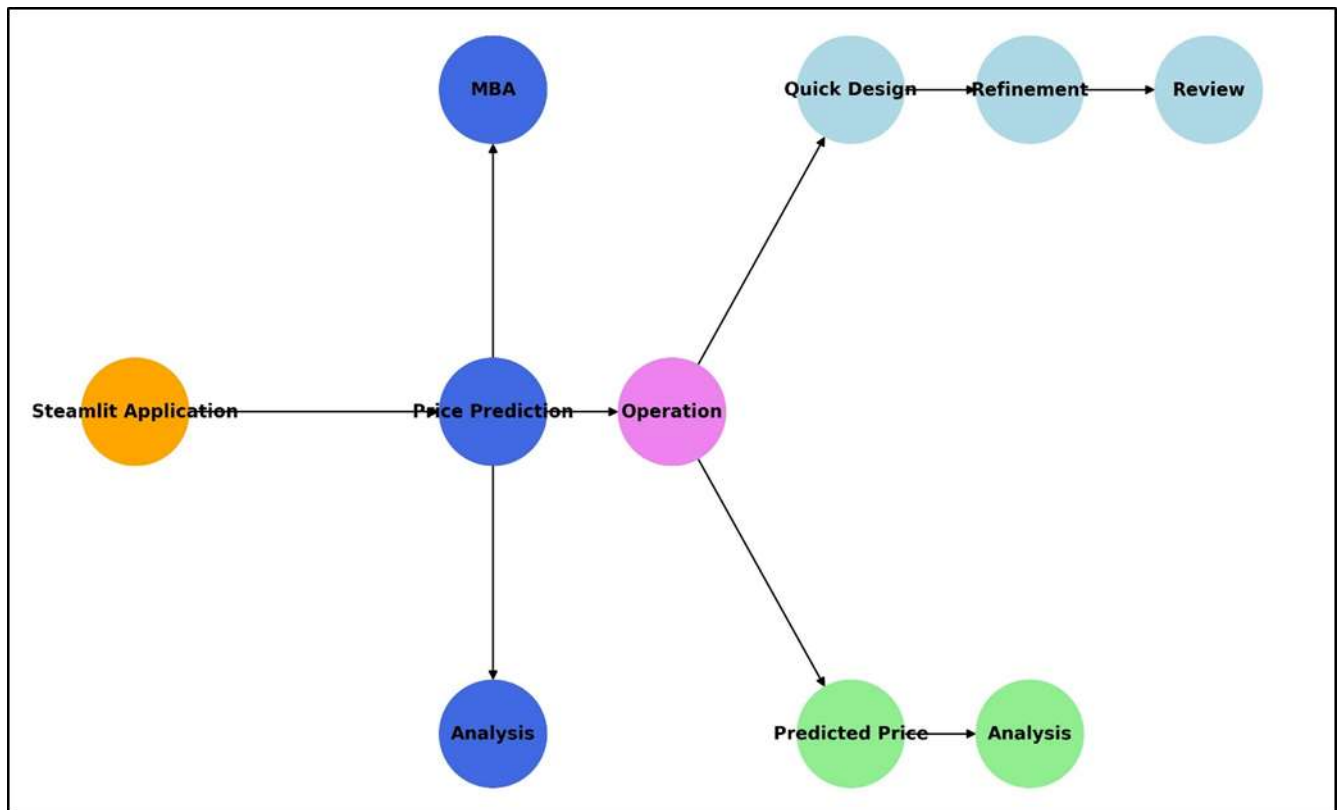 MBA
Quick Design
Refinement
Review
Steamlit Application
Price Prediction
Operation
Analysis
Predicted Price
Analysis